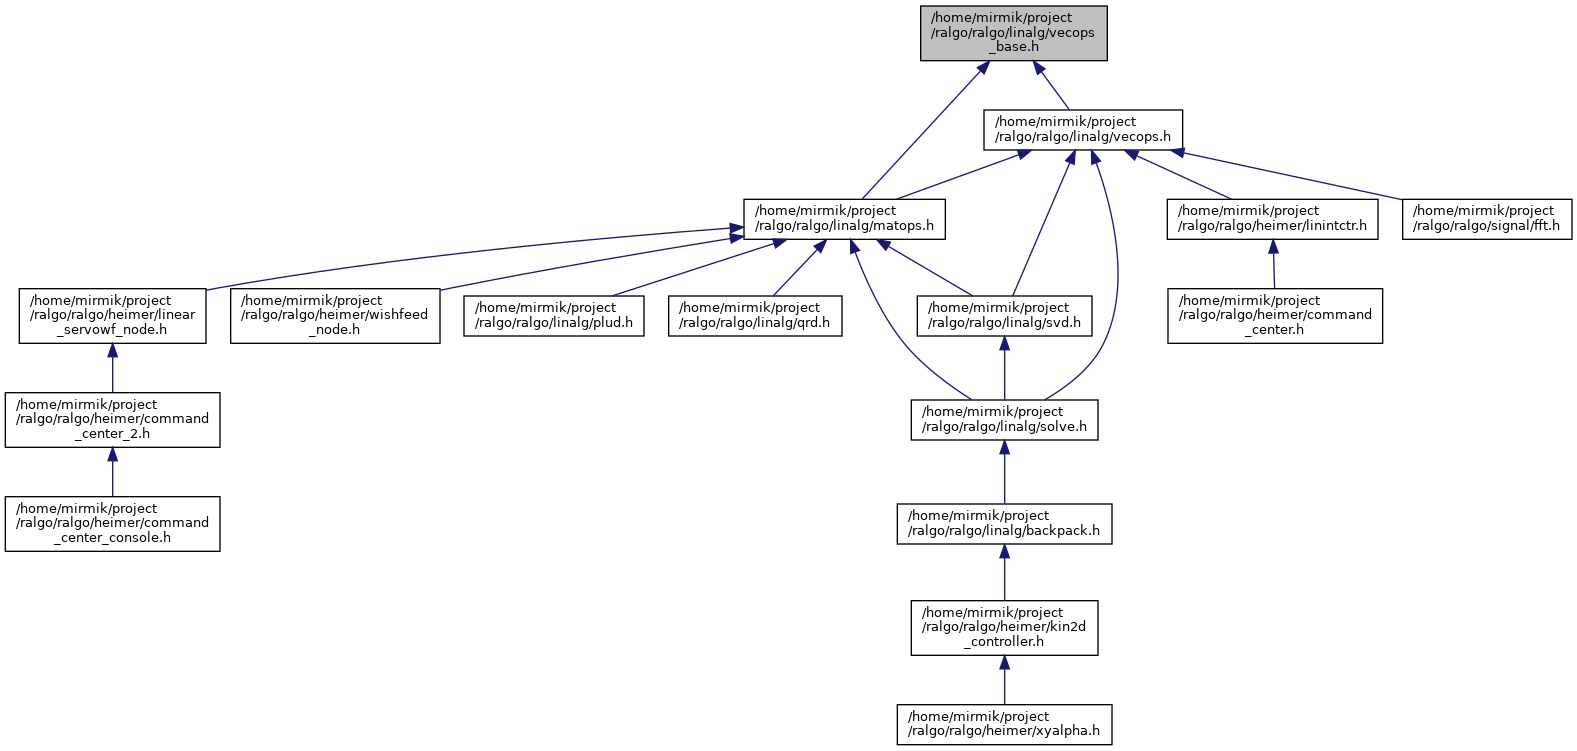 /home/mirmik/project
/ralgo/ralgo/linalg/vecops
_base.h
/home/mirmik/project
/ralgo/ralgo/linalg/vecops.h
/home/mirmik/project
/ralgo/ralgo/linalg/matops.h
/home/mirmik/project
/ralgo/ralgo/heimer/linintctr.h
/home/mirmik/project
/ralgo/ralgo/signal/fft.h
/home/mirmik/project
/ralgo/ralgo/heimer/linear
_servowf_node.h
/home/mirmik/project
/ralgo/ralgo/heimer/wishfeed
_node.h
/home/mirmik/project
/ralgo/ralgo/linalg/plud.h
/home/mirmik/project
/ralgo/ralgo/linalg/qrd.h
/home/mirmik/project
/ralgo/ralgo/linalg/svd.h
/home/mirmik/project
/ralgo/ralgo/heimer/command
_center.h
/home/mirmik/project
/ralgo/ralgo/heimer/command
_center_2.h
/home/mirmik/project
/ralgo/ralgo/linalg/solve.h
/home/mirmik/project
/ralgo/ralgo/heimer/command
_center_console.h
/home/mirmik/project
/ralgo/ralgo/linalg/backpack.h
/home/mirmik/project
/ralgo/ralgo/heimer/kin2d
_controller.h
/home/mirmik/project
/ralgo/ralgo/heimer/xyalpha.h